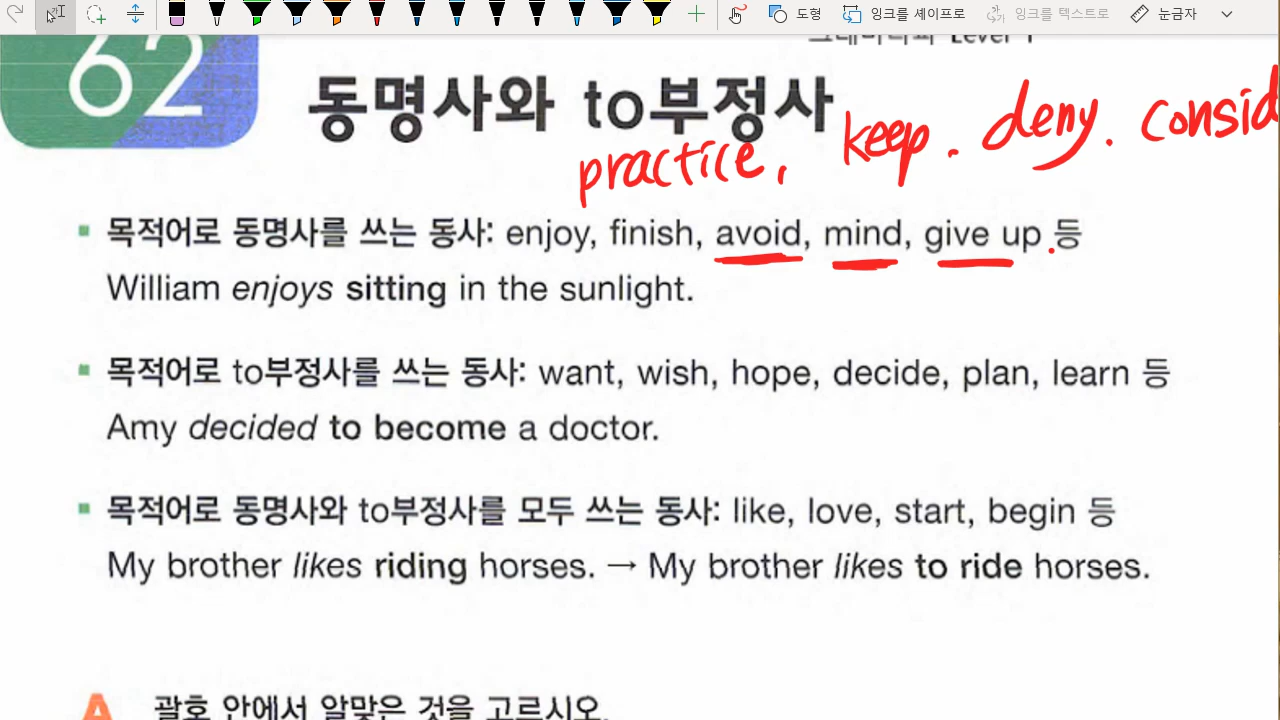 도형 잉크를 셰이프로 잉크를 텍스트로 눈금자
Level 1
62
동명사와 to부정사
practice, keep. deny. consid
목적어로 동명사를 쓰는 동사: enjoy, finish, avoid, mind, give up 등
William enjoys sitting in the sunlight.
목적어로 to부정사를 쓰는 동사: want, wish, hope, decide, plan, learn 등
Amy decided to become a doctor.
목적어로 동명사와 to부정사를 모두 쓰는 동사: like, love, start, begin 등
My brother likes riding horses. → My brother likes to ride horses.
A 괄호 안에서 알맞은 것을 고르시오.